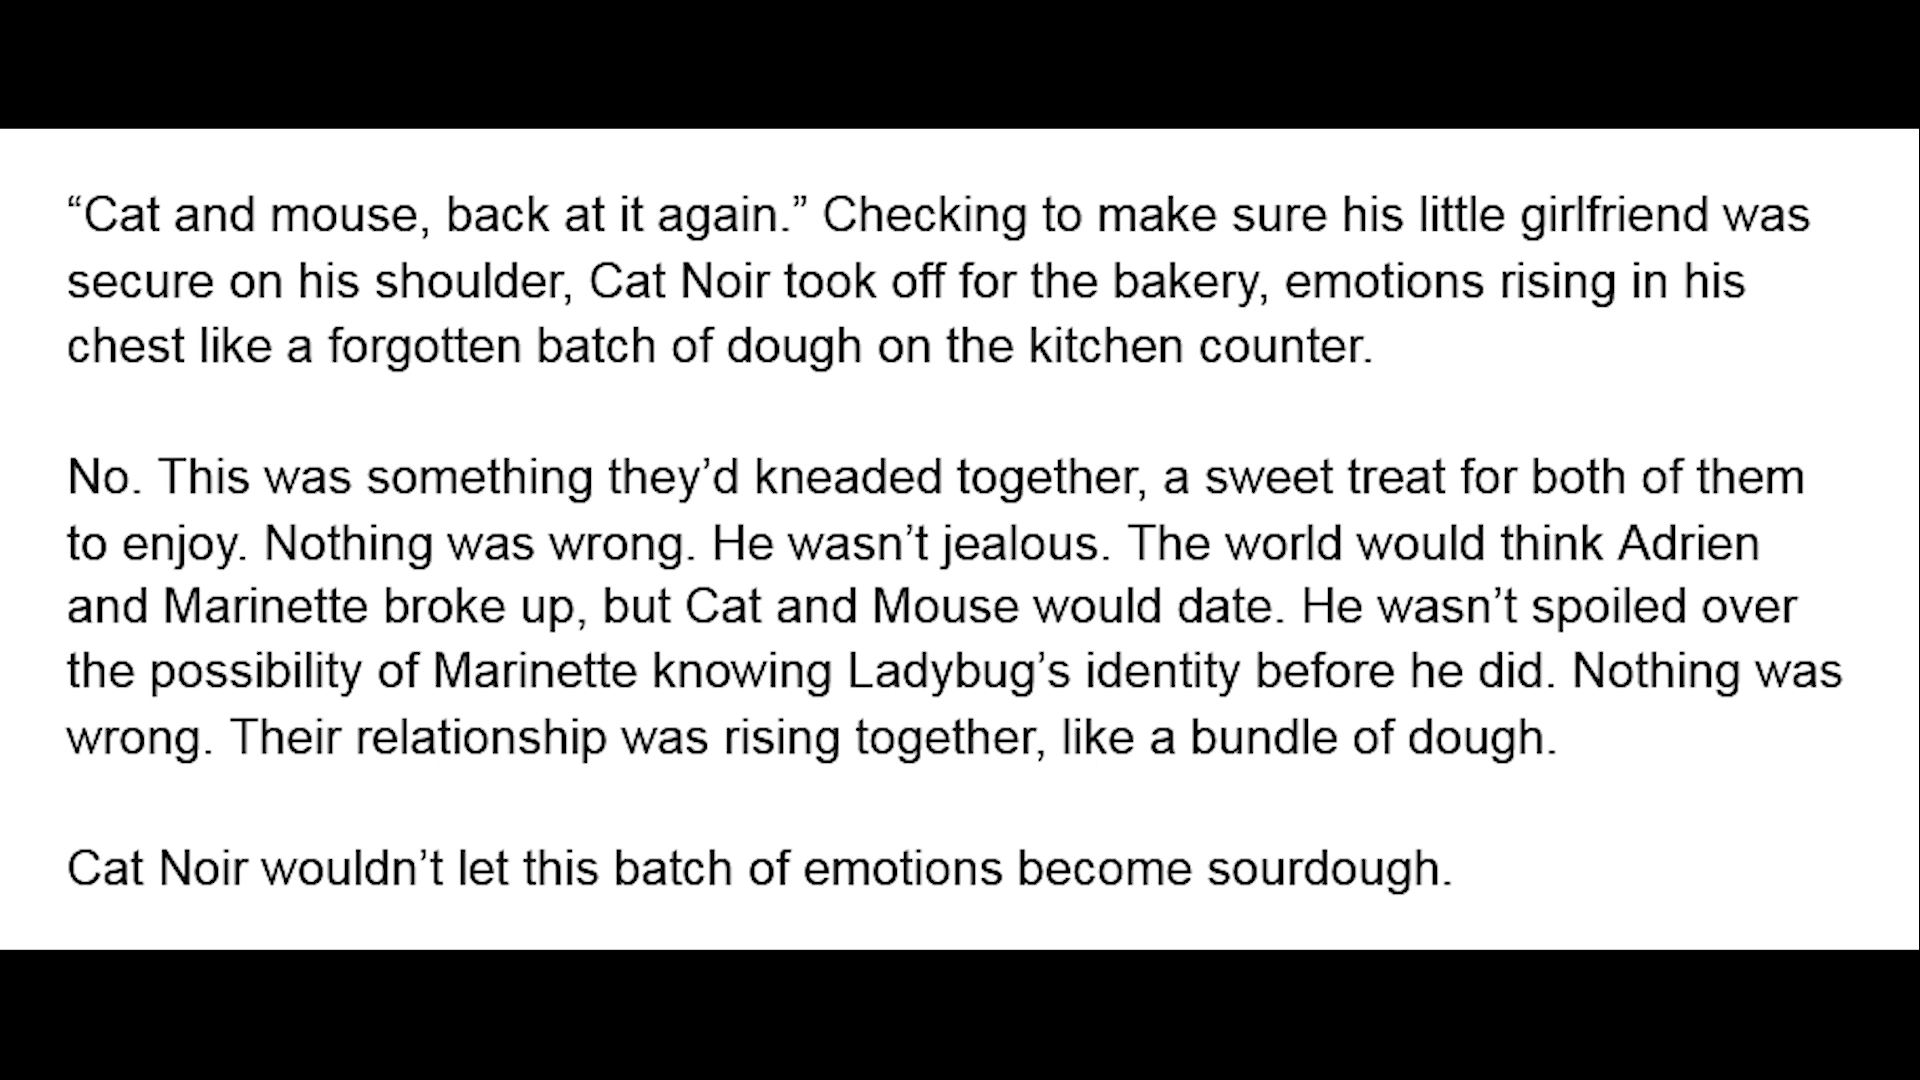 “Cat and mouse, back at it again.” Checking to make sure his little girlfriend was
secure on his shoulder, Cat Noir took off for the bakery, emotions rising in his
chest like a forgotten batch of dough on the kitchen counter.
No. This was something they’d kneaded together, a sweet treat for both of them
to enjoy. Nothing was wrong. He wasn’t jealous. The world would think Adrien
and Marinette broke up, but Cat and Mouse would date. He wasn’t spoiled over
the possibility of Marinette knowing Ladybug’s identity before he did. Nothing was
wrong. Their relationship was rising together, like a bundle of dough.
Cat Noir wouldn’t let this batch of emotions become sourdough.